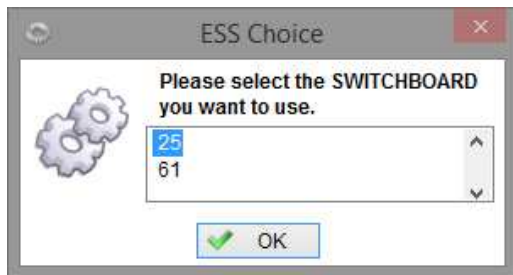 ESS Choice
Please select the SWITCHBOARD
you want to use.
25
61
OK